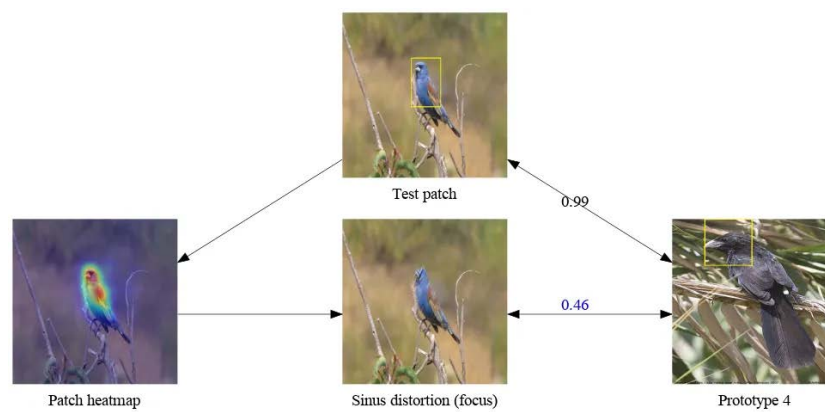 Test patch
0.99
0.46
Patch heatmap
Sinus distortion (focus)
Prototype 4